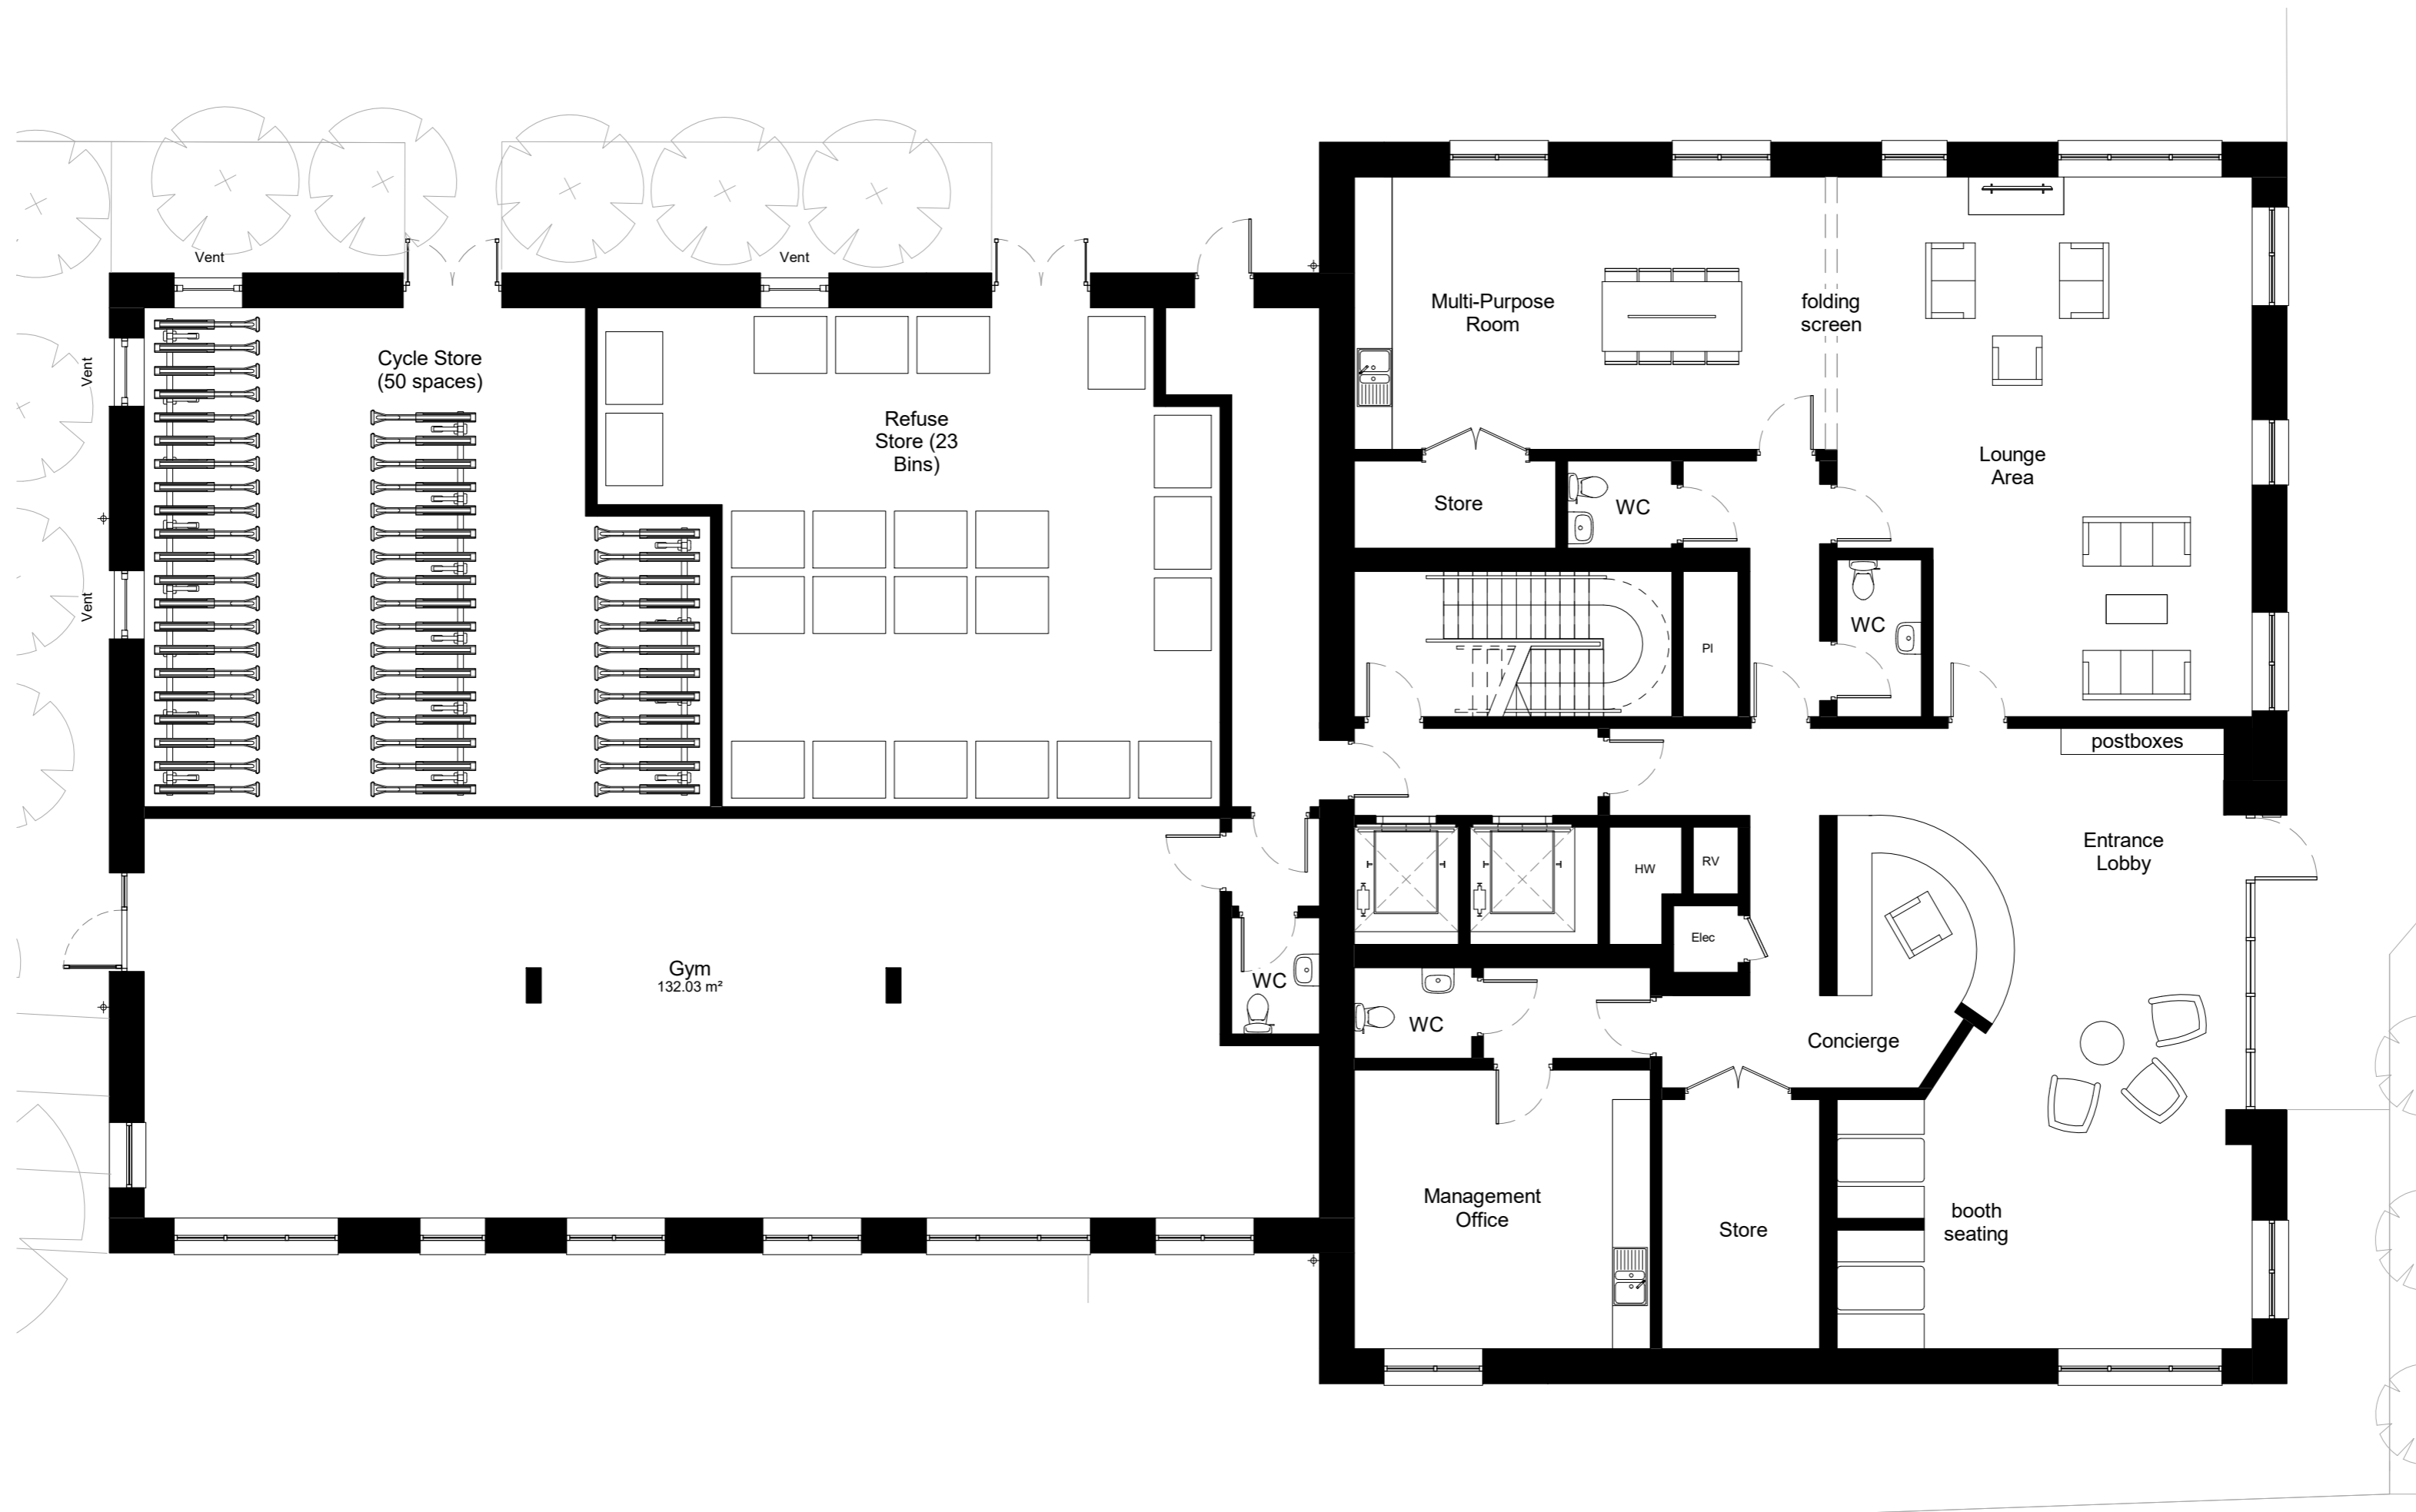 Vent
Vent
Vent
Vent
Cycle Store
(50 spaces)
Refuse
Store (23
Bins)
Multi-Purpose
Room
folding
screen
Lounge
Area
Store
WC
WC
PI
postboxes
Entrance
Lobby
HW
RV
Elec
Gym
132.03 m²
WC
WC
Concierge
Management
Office
Store
booth
seating